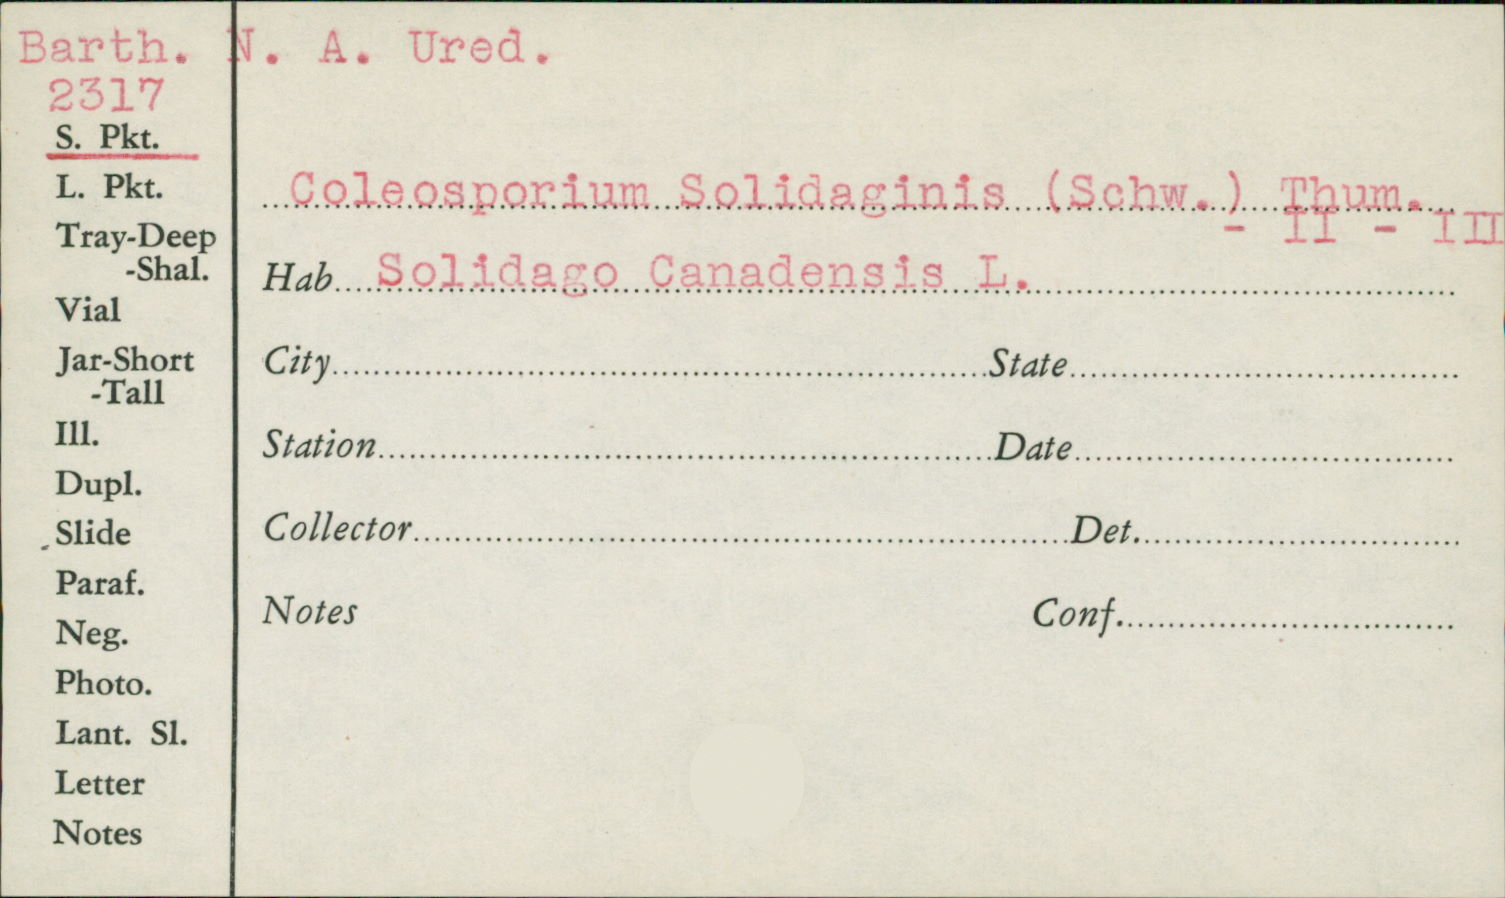 Barth. N. A. Ured.
2317
S. Pkt.
L. Pkt.
Tray-Deep
-Shal.
Vial
Jar-Short
-Tall
Ill.
Dupl.
Slide
Paraf.
Neg.
Photo.
Lant. Sl.
Letter
Notes
Coleosporium Solidaginis (Schw.) Thum.
- II - III
Hab. Solidago Canadensis L.
City State
Station Date
Collector Det.
Notes Conf.